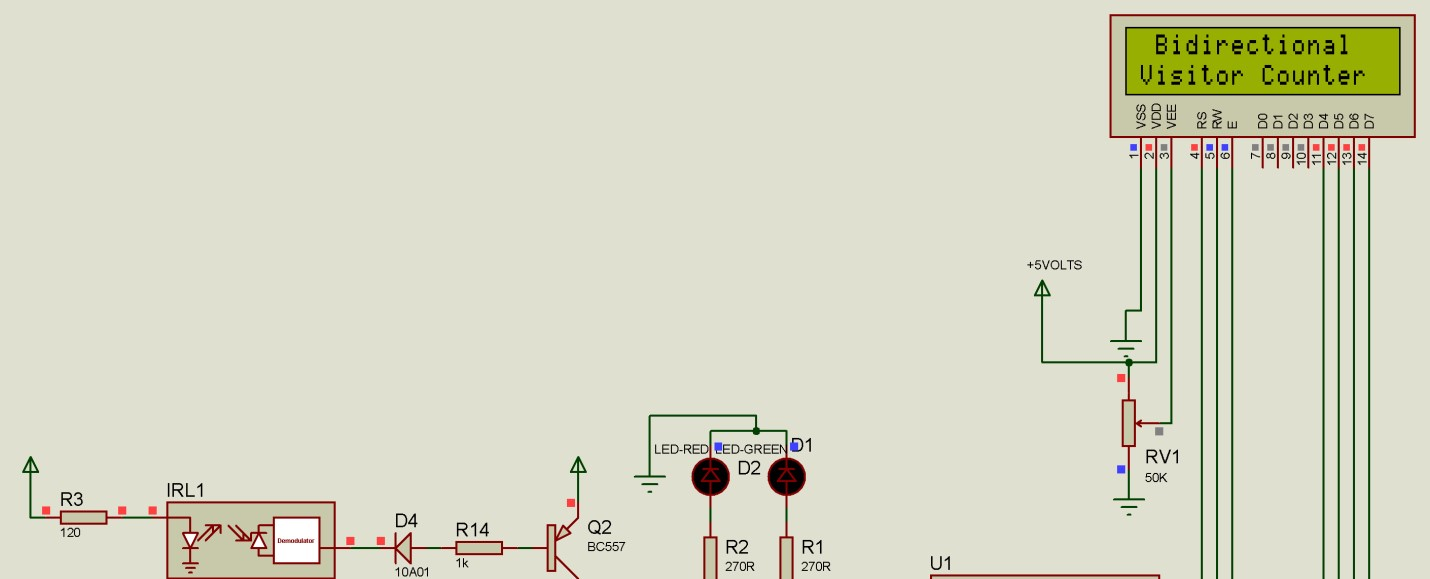 Bidirectional
Visitor Counter
VSS
VDD
VEE
RS
RW
E
D0
D1
D2
D3
D4
D5
D6
D7
1
2
3
4
5
6
7
8
9
10
11
12
13
14
+5VOLTS
RV1
50K
LED-RED
LED-GREEN
D1
D2
R3
120
IRL1
Demodulator
D4
10A01
R14
1k
Q2
BC557
R2
270R
R1
270R
U1